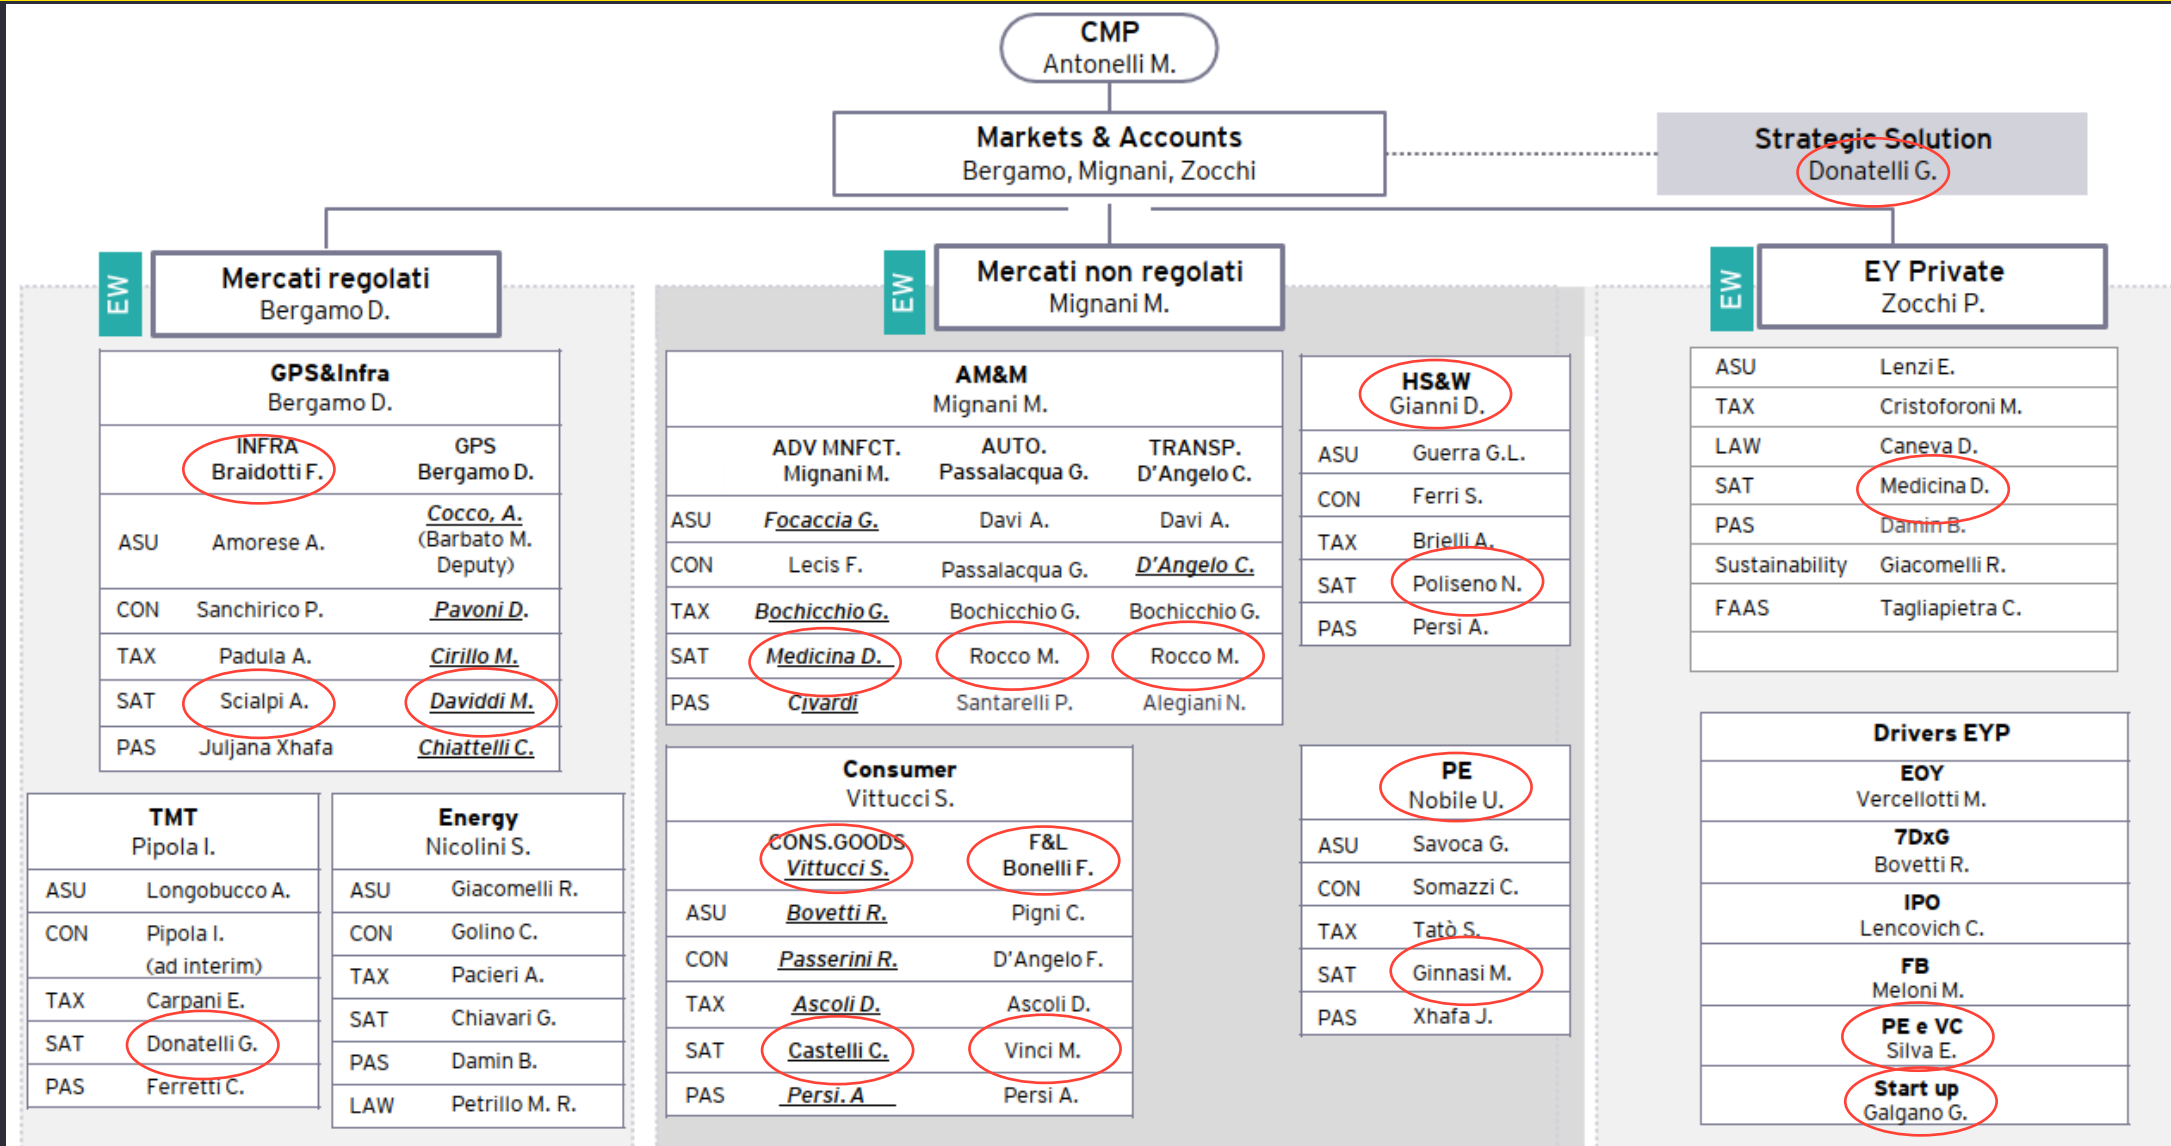 CMP
Antonelli M.
Markets & Accounts
Bergamo, Mignani, Zocchi
Strategic Solution
Donatelli G.
EW
Mercati regolati
Bergamo D.
EW
Mercati non regolati
Mignani M.
EW
EY Private
Zocchi P.
GPS&Infra
Bergamo D.
INFRA GPS
Braidotti F. Bergamo D.
ASU Amorese A. Cocco, A.
(Barbato M.
Deputy)
CON Sanchirico P. Pavoni D.
TAX Padula A. Cirillo M.
SAT Scialpi A. Daviddi M.
PAS Juljana Xhafa Chiattelli C.
TMT
Pipola I.
ASU Longobucco A.
CON Pipola I.
(ad interim)
TAX Carpani E.
SAT Donatelli G.
PAS Ferretti C.
Energy
Nicolini S.
ASU Giacomelli R.
CON Golino C.
TAX Pacieri A.
SAT Chiavari G.
PAS Damin B.
LAW Petrillo M. R.
AM&M
Mignani M.
ADV MNFCT. AUTO. TRANSP.
Mignani M. Passalacqua G. D'Angelo C.
ASU Focaccia G. Davi A. Davi A.
CON Lecis F. Passalacqua G. D'Angelo C.
TAX Bochicchio G. Bochicchio G. Bochicchio G.
SAT Medicina D. Rocco M. Rocco M.
PAS Civardi Santarelli P. Alegiani N.
HS&W
Gianni D.
ASU Guerra G.L.
CON Ferri S.
TAX Brielli A.
SAT Poliseno N.
PAS Persi A.
Consumer
Vittucci S.
CONS.GOODS F&L
Vittucci S. Bonelli F.
ASU Bovetti R. Pigni C.
CON Passerini R. D'Angelo F.
TAX Ascoli D. Ascoli D.
SAT Castelli C. Vinci M.
PAS Persi. A Persi A.
PE
Nobile U.
ASU Savoca G.
CON Somazzi C.
TAX Tatò S.
SAT Ginnasi M.
PAS Xhafa J.
ASU Lenzi E.
TAX Cristoforoni M.
LAW Caneva D.
SAT Medicina D.
PAS Damin B.
Sustainability Giacomelli R.
FAAS Tagliapietra C.
Drivers EYP
EOY
Vercellotti M.
7DxG
Bovetti R.
IPO
Lencovich C.
FB
Meloni M.
PE e VC
Silva E.
Start up
Galgano G.